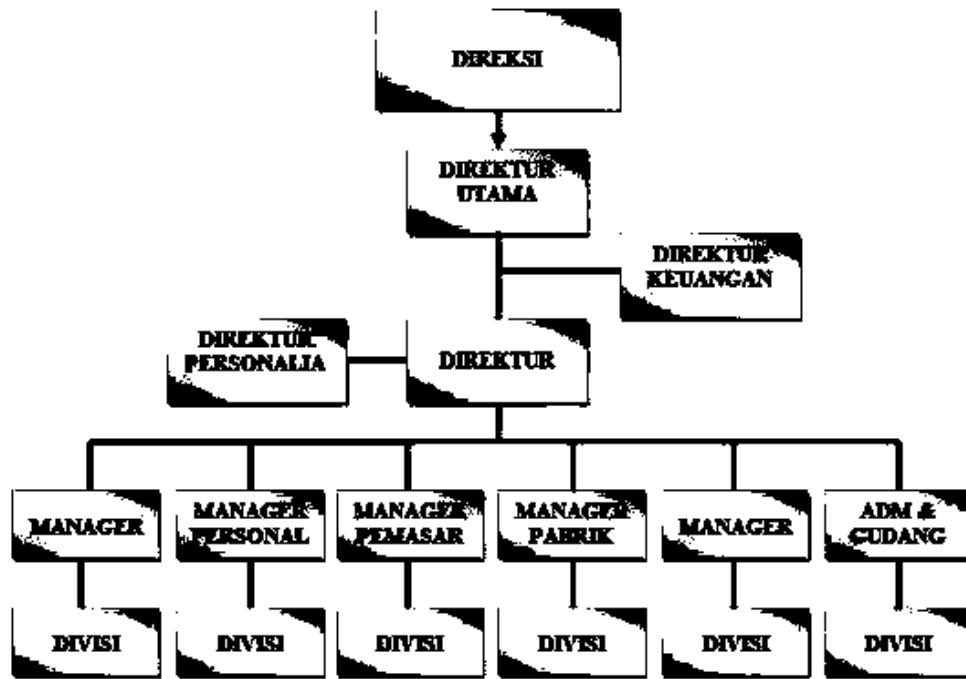 DIREKSI
DIREKTUR
UTAMA
DIREKTUR
KEUANGAN
DIREKTUR
PERSONALIA
DIREKTUR
MANAGER
MANAGER
PERSONAL
MANAGER
PEMASAR
MANAGER
PABRIK
MANAGER
ADM &
GUDANG
DIVISI
DIVISI
DIVISI
DIVISI
DIVISI
DIVISI